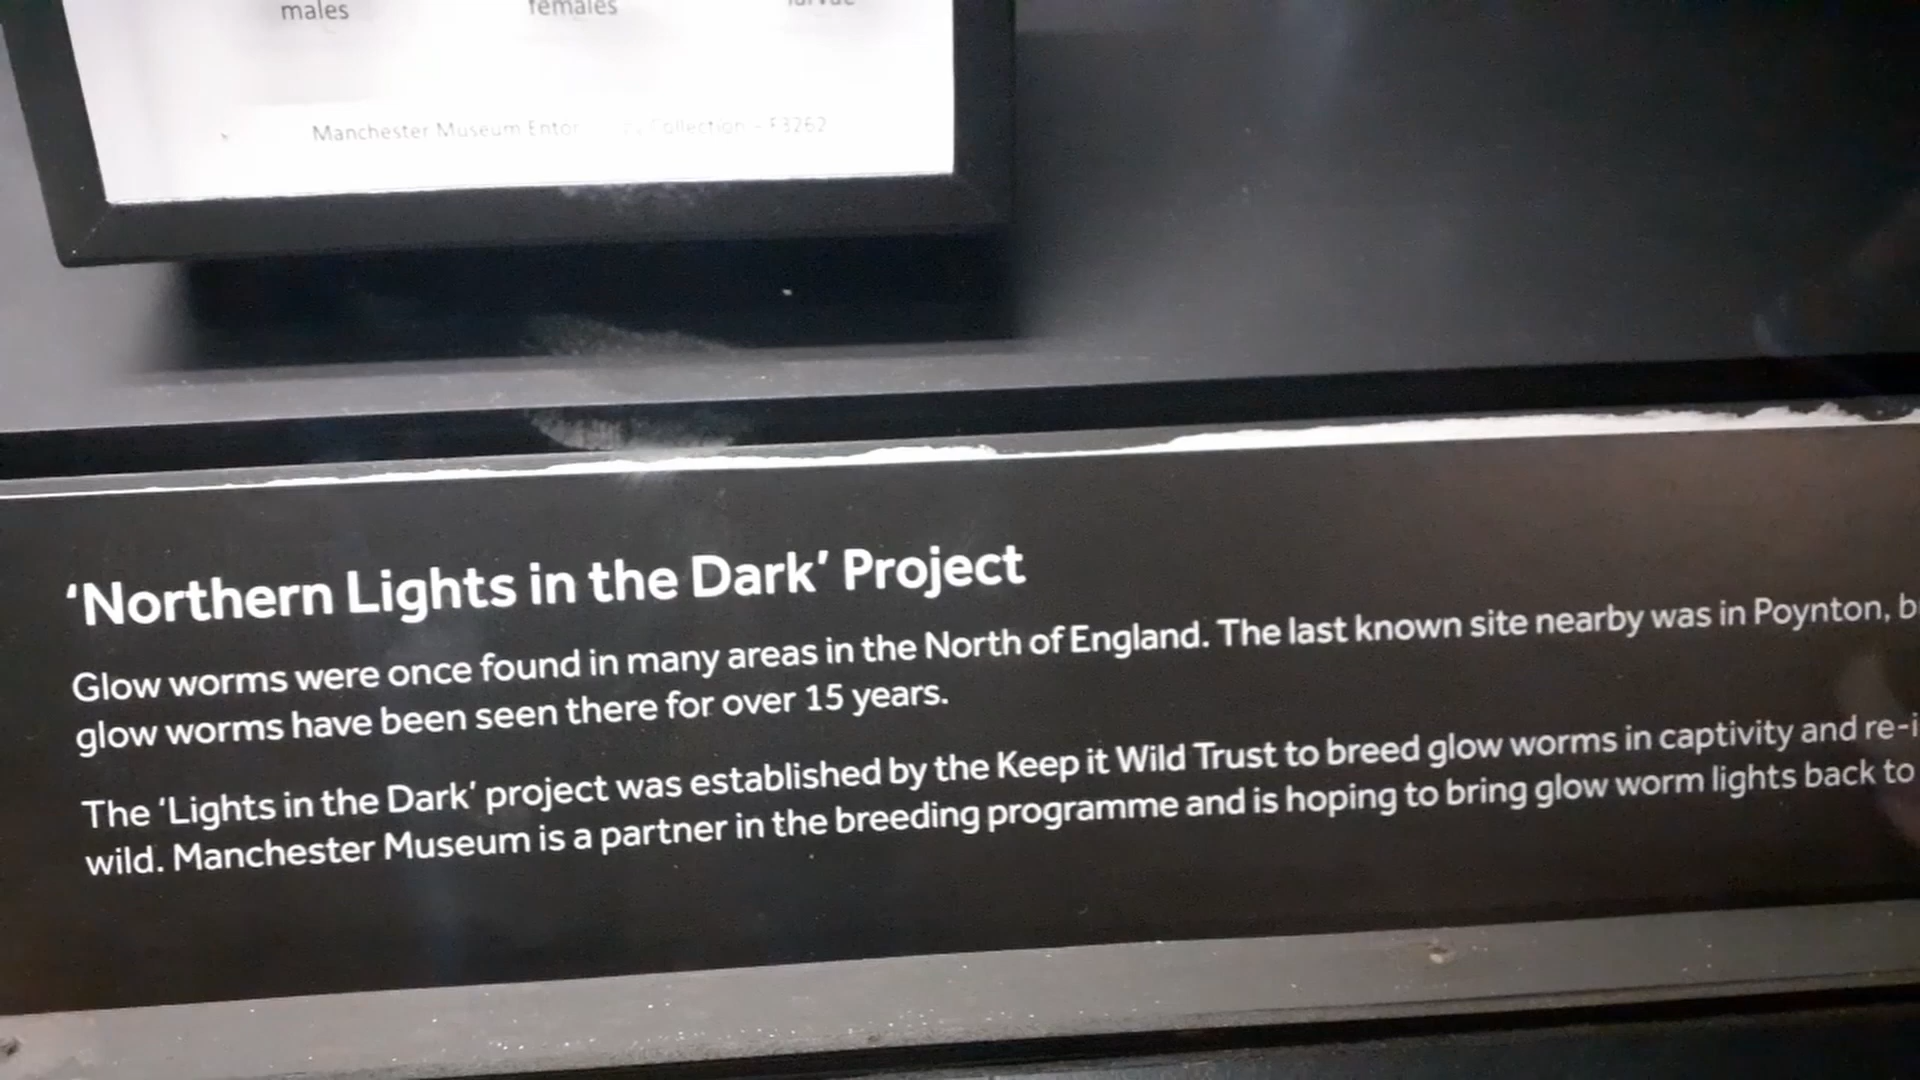 males females larvae
Manchester Museum Collection - F3262
‘Northern Lights in the Dark’ Project
Glow worms were once found in many areas in the North of England. The last known site nearby was in Poynton,
glow worms have been seen there for over 15 years.
The ‘Lights in the Dark’ project was established by the Keep it Wild Trust to breed glow worms in captivity and
wild. Manchester Museum is a partner in the breeding programme and is hoping to bring glow worm lights back to